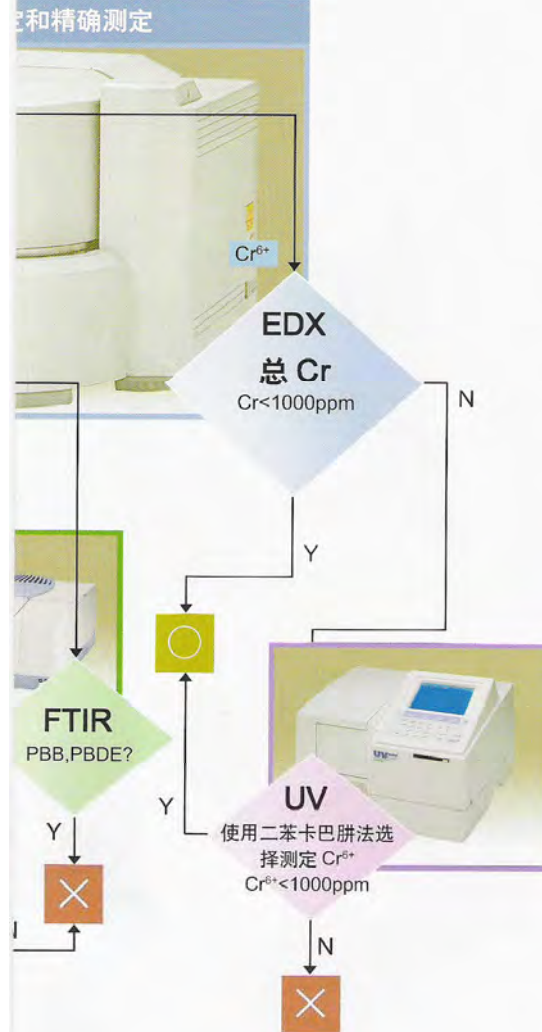 和精确测定
Cr⁶⁺
EDX
总 Cr
Cr<1000ppm
N
Y
FTIR
PBB,PBDE?
Y
Y
UV
使用二苯卡巴肼法选
择测定 Cr⁶⁺
Cr⁶⁺<1000ppm
N